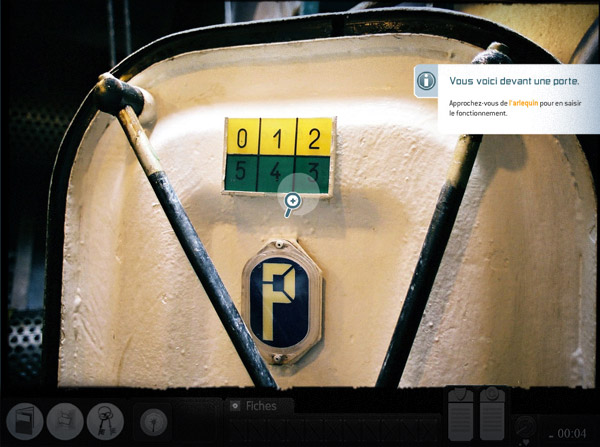 Vous voici devant une porte.
Approchez-vous de l'arlequin pour en saisir
le fonctionnement.
0 1 2
5 4 3
P
Fiches
00:04